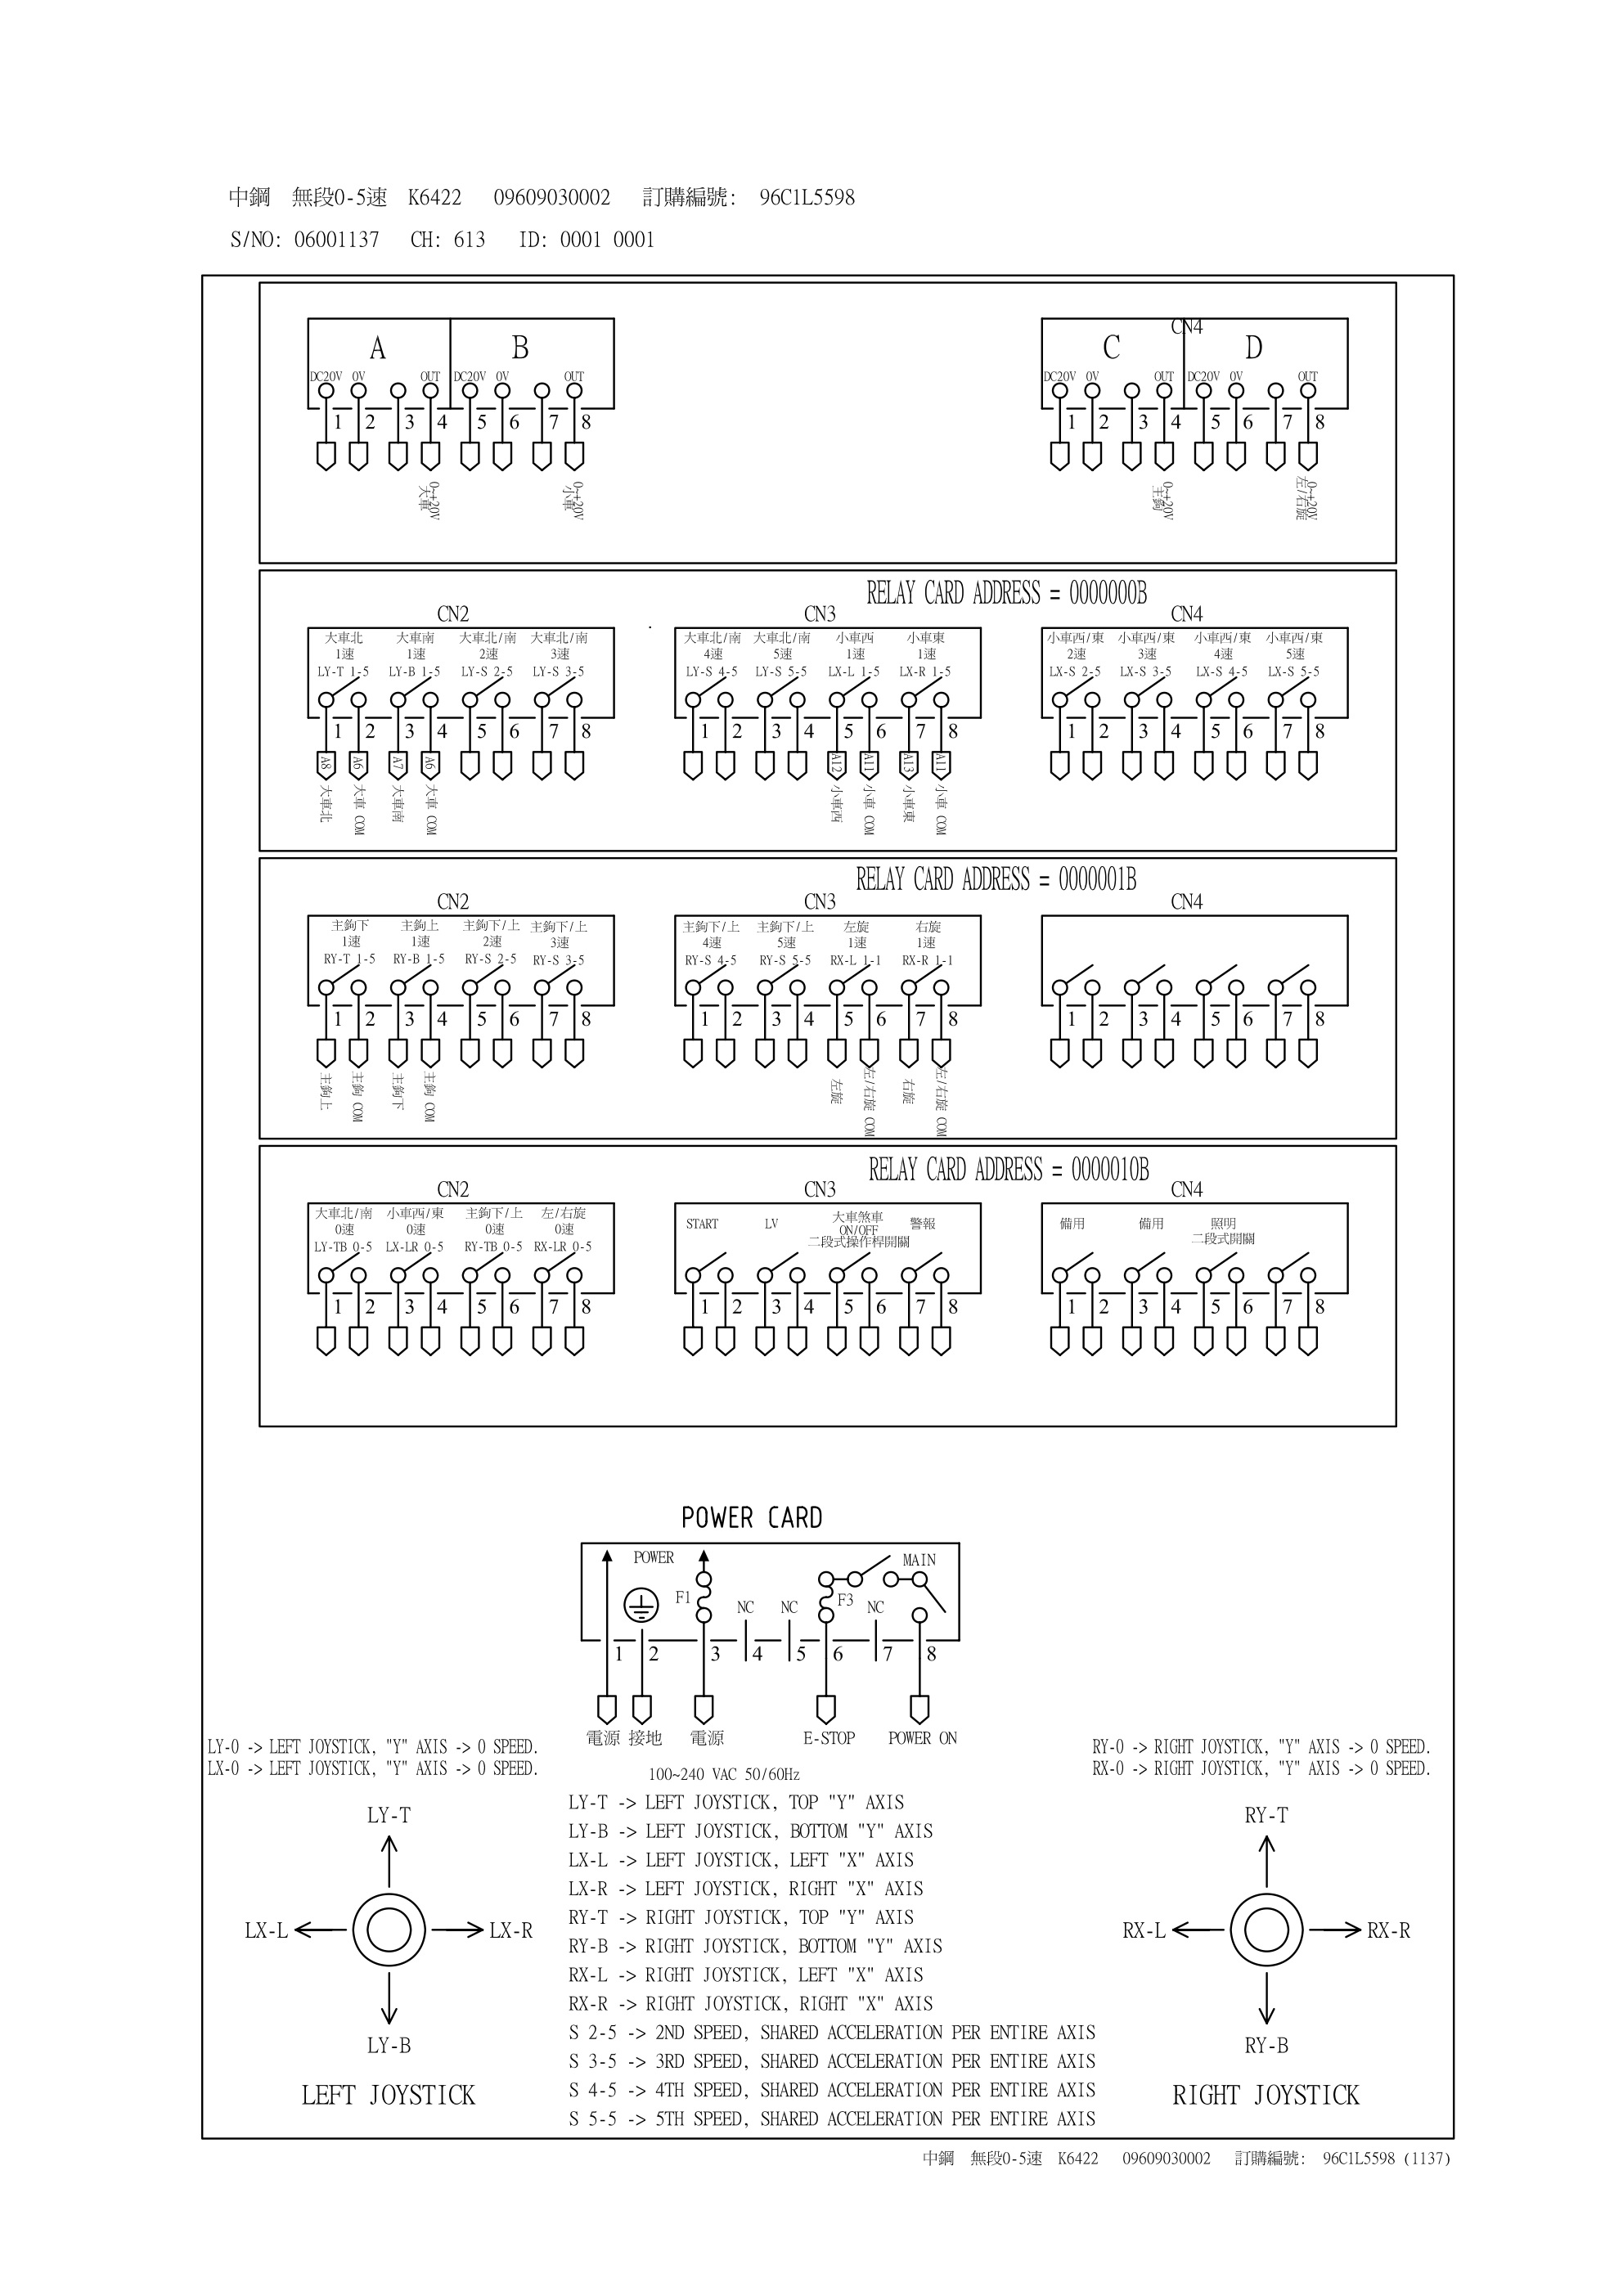 中鋼 無段0-5速 K6422 09609030002 訂購編號: 96C1L5598
S/NO: 06001137 CH: 613 ID: 0001 0001
CN4
A B C D
DC20V 0V OUT DC20V 0V OUT DC20V 0V OUT DC20V 0V OUT
1 2 3 4 5 6 7 8 1 2 3 4 5 6 7 8
0~+20V 大車 0~+20V 小車 0~+20V 主鉤 0~+20V 左/右旋
RELAY CARD ADDRESS = 0000000B
CN2 CN3 CN4
大車北 大車南 大車北/南 大車北/南 大車北/南 大車北/南 小車西 小車東 小車西/東 小車西/東 小車西/東 小車西/東
1速 1速 2速 3速 4速 5速 1速 1速 2速 3速 4速 5速
LY-T 1-5 LY-B 1-5 LY-S 2-5 LY-S 3-5 LY-S 4-5 LY-S 5-5 LX-L 1-5 LX-R 1-5 LX-S 2-5 LX-S 3-5 LX-S 4-5 LX-S 5-5
1 2 3 4 5 6 7 8 1 2 3 4 5 6 7 8 1 2 3 4 5 6 7 8
A8 A6 A7 A6 A12 A11 A13 A11
大車北 大車 COM 大車南 大車 COM 小車西 小車 COM 小車東 小車 COM
RELAY CARD ADDRESS = 0000001B
CN2 CN3 CN4
主鉤下 主鉤上 主鉤下/上 主鉤下/上 主鉤下/上 主鉤下/上 左旋 右旋
1速 1速 2速 3速 4速 5速 1速 1速
RY-T 1-5 RY-B 1-5 RY-S 2-5 RY-S 3-5 RY-S 4-5 RY-S 5-5 RX-L 1-1 RX-R 1-1
1 2 3 4 5 6 7 8 1 2 3 4 5 6 7 8 1 2 3 4 5 6 7 8
主鉤上 主鉤 COM 主鉤下 主鉤 COM 左旋 左/右旋 COM 右旋 左/右旋 COM
RELAY CARD ADDRESS = 0000010B
CN2 CN3 CN4
大車北/南 小車西/東 主鉤下/上 左/右旋 START LV 大車煞車 警報 備用 備用 照明
0速 0速 0速 0速 ON/OFF 二段式開關
LY-TB 0-5 LX-LR 0-5 RY-TB 0-5 RX-LR 0-5 二段式操作桿開關
1 2 3 4 5 6 7 8 1 2 3 4 5 6 7 8 1 2 3 4 5 6 7 8
POWER CARD
POWER MAIN
F1 NC NC F3 NC
1 2 3 4 5 6 7 8
電源 接地 電源 E-STOP POWER ON
100~240 VAC 50/60Hz
LY-0 -> LEFT JOYSTICK, "Y" AXIS -> 0 SPEED.
LX-0 -> LEFT JOYSTICK, "Y" AXIS -> 0 SPEED.
RY-0 -> RIGHT JOYSTICK, "Y" AXIS -> 0 SPEED.
RX-0 -> RIGHT JOYSTICK, "Y" AXIS -> 0 SPEED.
LY-T
LX-L LX-R
LY-B
LEFT JOYSTICK
LY-T -> LEFT JOYSTICK, TOP "Y" AXIS
LY-B -> LEFT JOYSTICK, BOTTOM "Y" AXIS
LX-L -> LEFT JOYSTICK, LEFT "X" AXIS
LX-R -> LEFT JOYSTICK, RIGHT "X" AXIS
RY-T -> RIGHT JOYSTICK, TOP "Y" AXIS
RY-B -> RIGHT JOYSTICK, BOTTOM "Y" AXIS
RX-L -> RIGHT JOYSTICK, LEFT "X" AXIS
RX-R -> RIGHT JOYSTICK, RIGHT "X" AXIS
S 2-5 -> 2ND SPEED, SHARED ACCELERATION PER ENTIRE AXIS
S 3-5 -> 3RD SPEED, SHARED ACCELERATION PER ENTIRE AXIS
S 4-5 -> 4TH SPEED, SHARED ACCELERATION PER ENTIRE AXIS
S 5-5 -> 5TH SPEED, SHARED ACCELERATION PER ENTIRE AXIS
RY-T
RX-L RX-R
RY-B
RIGHT JOYSTICK
中鋼 無段0-5速 K6422 09609030002 訂購編號: 96C1L5598 (1137)